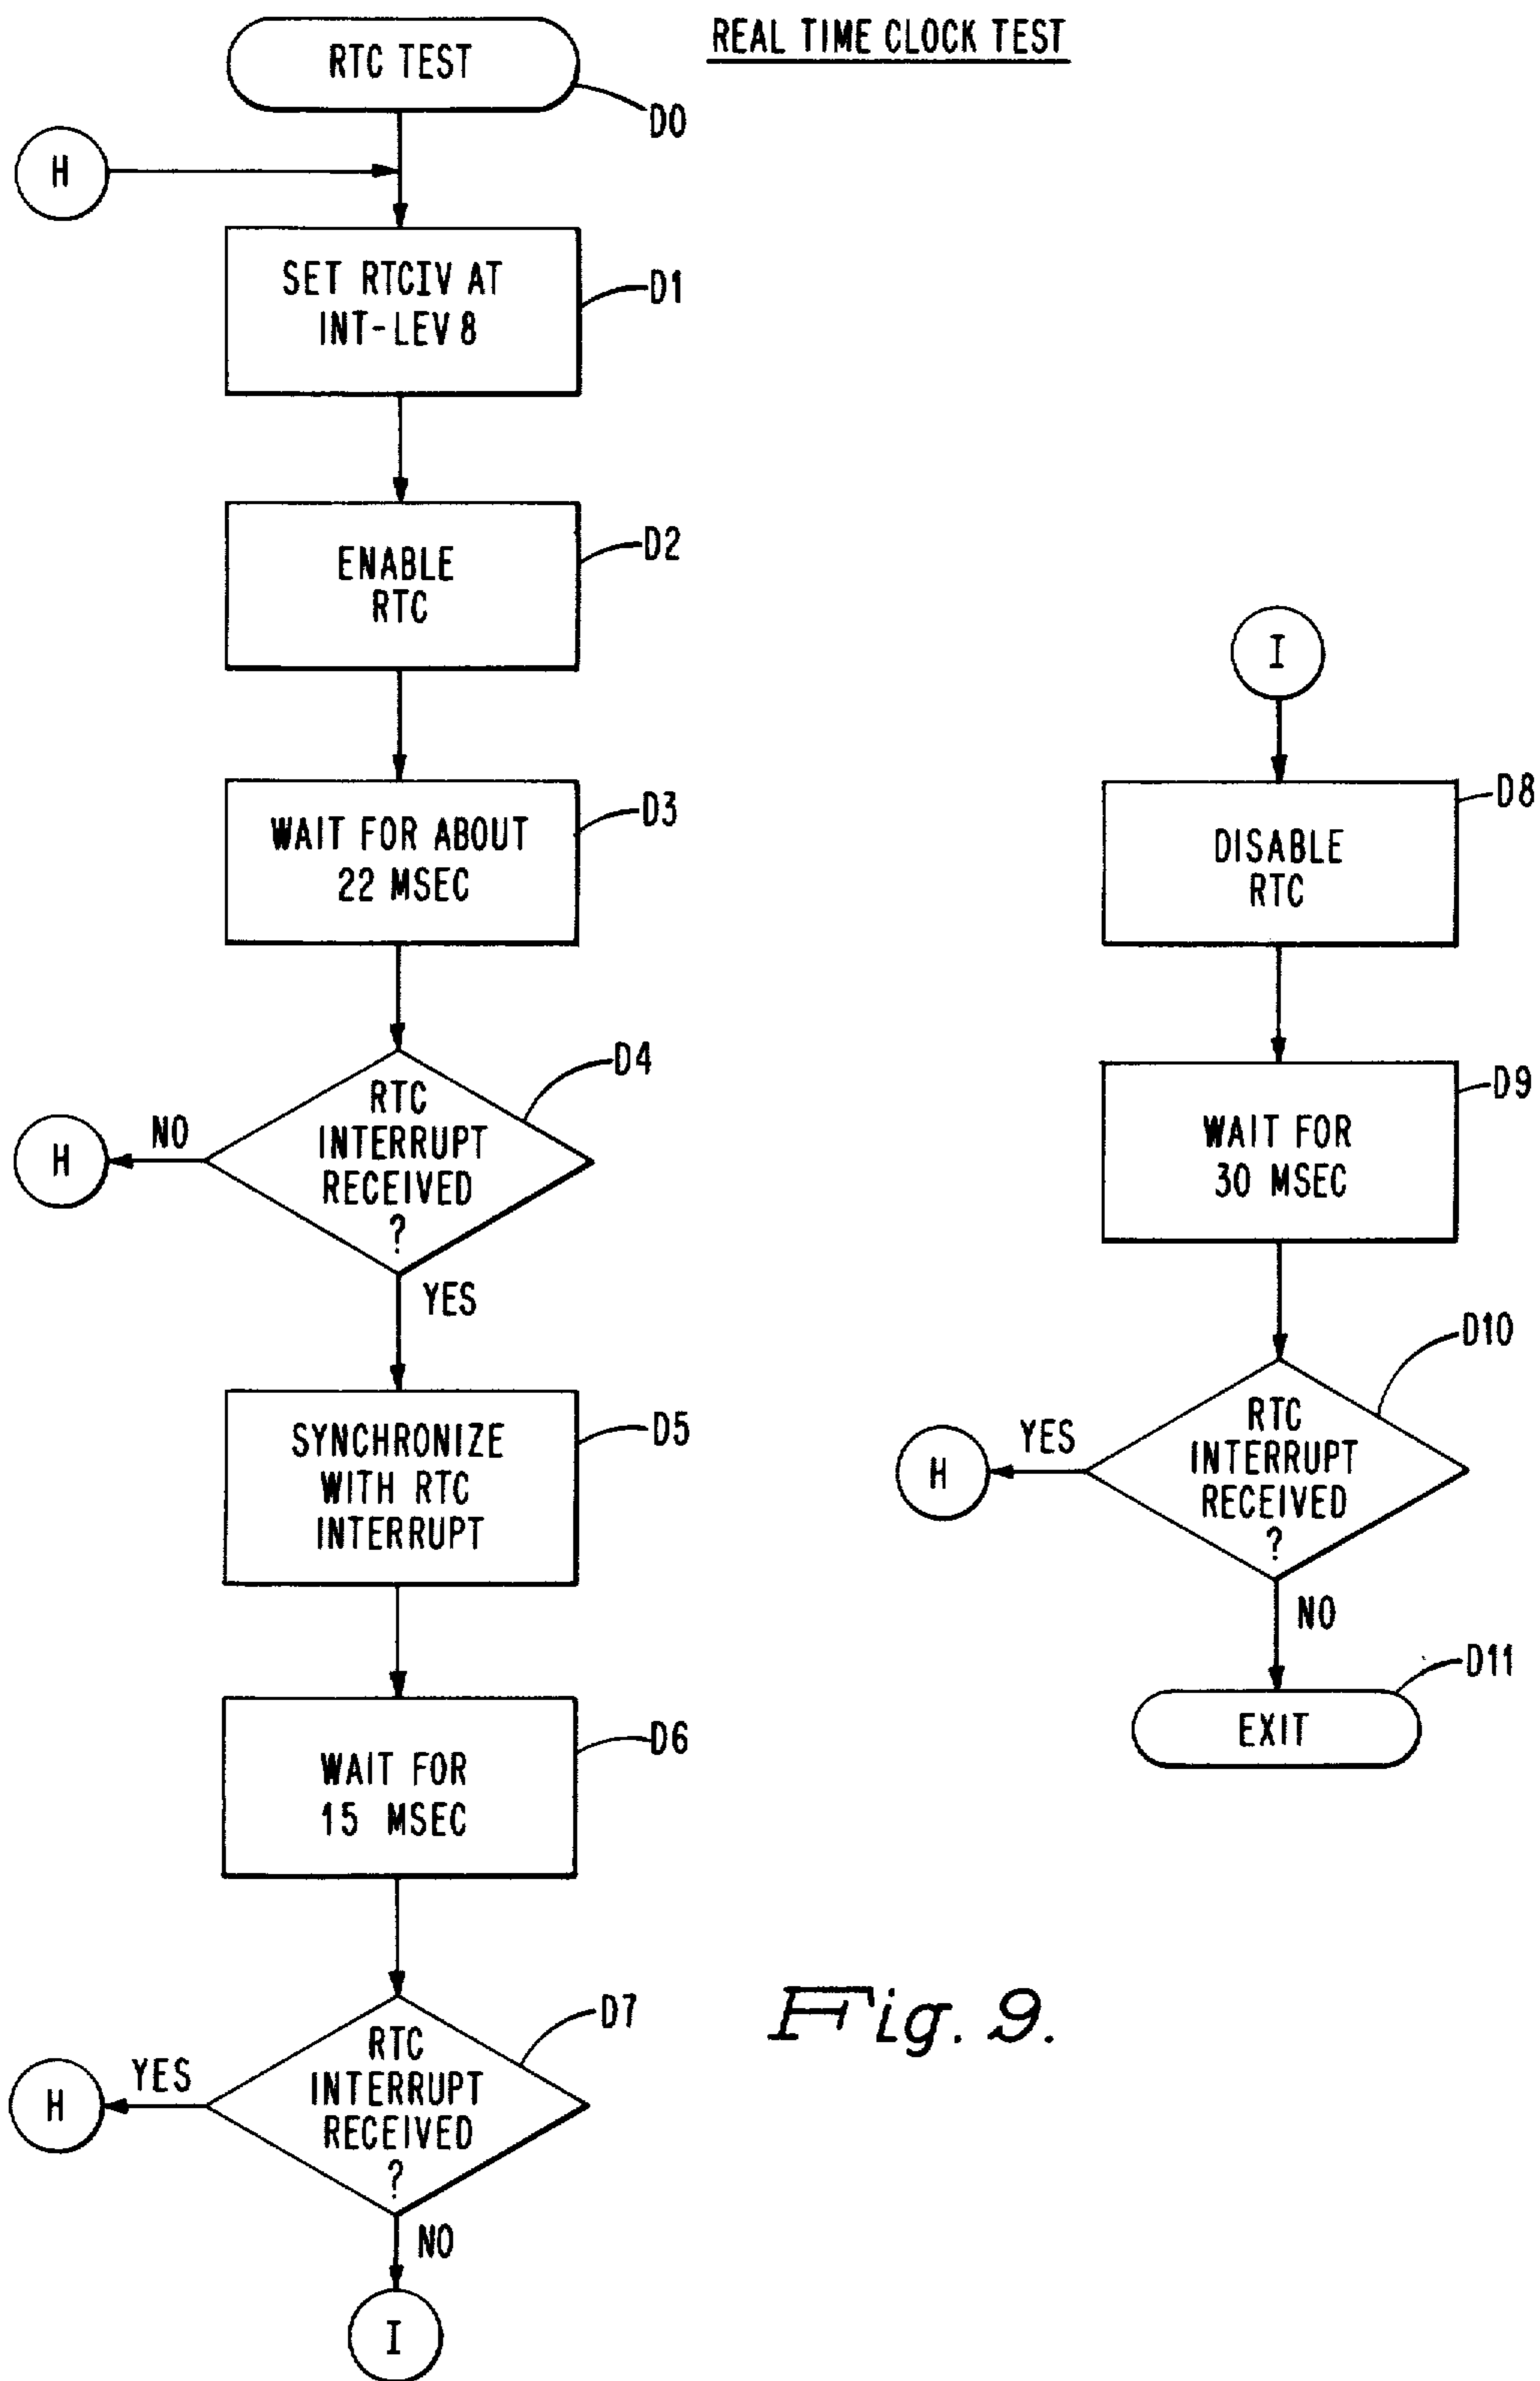 REAL TIME CLOCK TEST
RTC TEST
D0
H
SET RTCIV AT
INT-LEV 8
D1
ENABLE
RTC
D2
WAIT FOR ABOUT
22 MSEC
D3
RTC
INTERRUPT
RECEIVED
?
D4
NO
H
YES
SYNCHRONIZE
WITH RTC
INTERRUPT
D5
WAIT FOR
15 MSEC
D6
RTC
INTERRUPT
RECEIVED
?
D7
YES
H
NO
I
I
DISABLE
RTC
D8
WAIT FOR
30 MSEC
D9
RTC
INTERRUPT
RECEIVED
?
D10
YES
H
NO
EXIT
D11
Fig. 9.